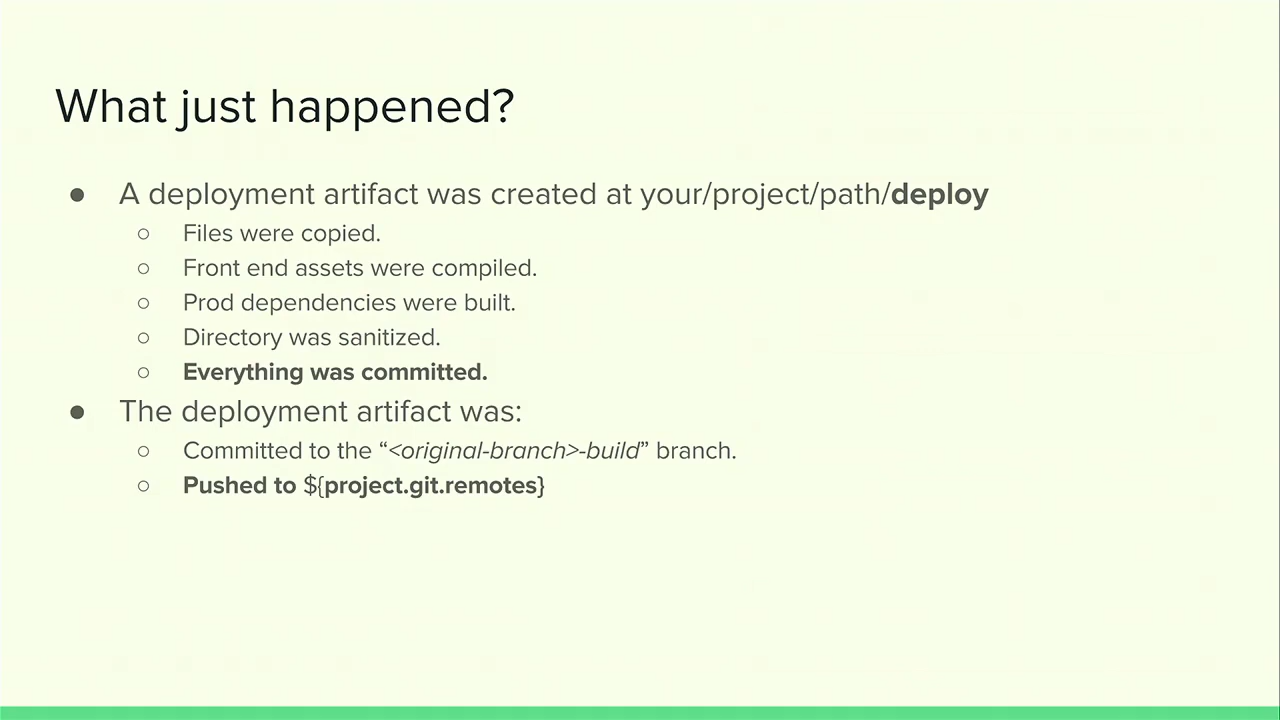 What just happened?
● A deployment artifact was created at your/project/path/deploy
○ Files were copied.
○ Front end assets were compiled.
○ Prod dependencies were built.
○ Directory was sanitized.
○ Everything was committed.
● The deployment artifact was:
○ Committed to the “<original-branch>-build” branch.
○ Pushed to ${project.git.remotes}